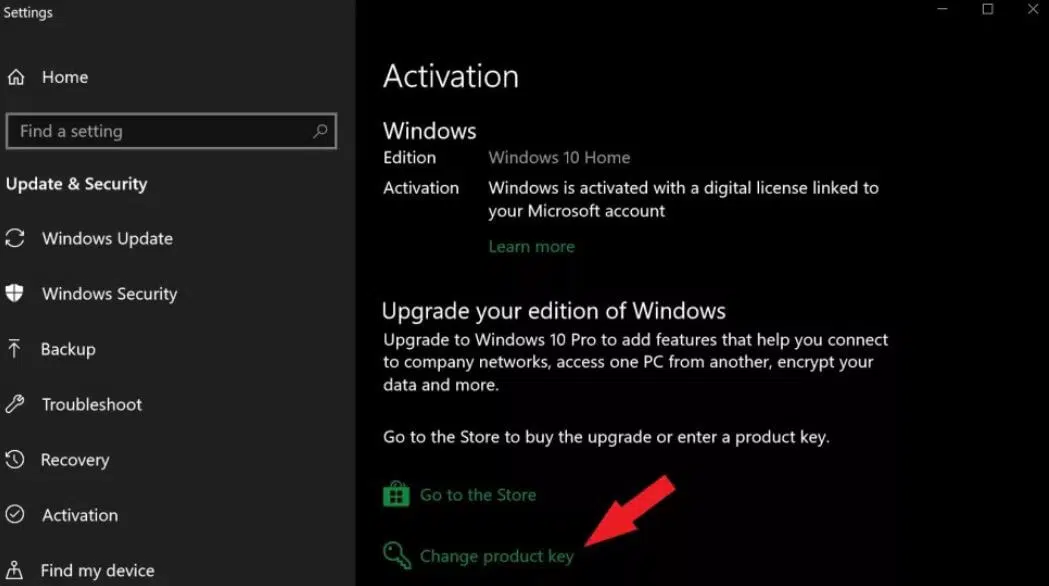 Settings
Home
Find a setting
Update & Security
Windows Update
Windows Security
Backup
Troubleshoot
Recovery
Activation
Find my device
Activation
Windows
Edition Windows 10 Home
Activation Windows is activated with a digital license linked to
your Microsoft account
Learn more
Upgrade your edition of Windows
Upgrade to Windows 10 Pro to add features that help you connect
to company networks, access one PC from another, encrypt your
data and more.
Go to the Store to buy the upgrade or enter a product key.
Go to the Store
Change product key